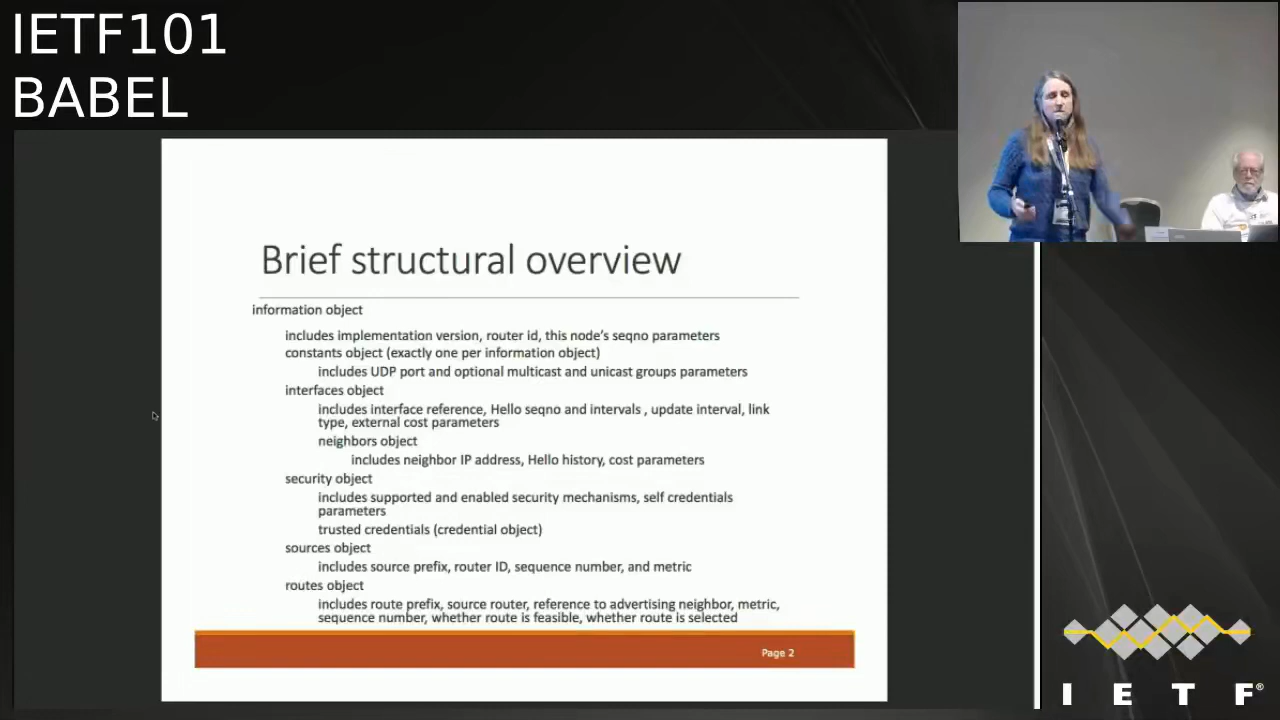 IETF101
BABEL
Brief structural overview
information object
includes implementation version, router id, this node's seqno parameters
constants object (exactly one per information object)
includes UDP port and optional multicast and unicast groups parameters
interfaces object
includes interface reference, Hello seqno and intervals , update interval, link
type, external cost parameters
neighbors object
includes neighbor IP address, Hello history, cost parameters
security object
includes supported and enabled security mechanisms, self credentials
parameters
trusted credentials (credential object)
sources object
includes source prefix, router ID, sequence number, and metric
routes object
includes route prefix, source router, reference to advertising neighbor, metric,
sequence number, whether route is feasible, whether route is selected
Page 2
I E T F®